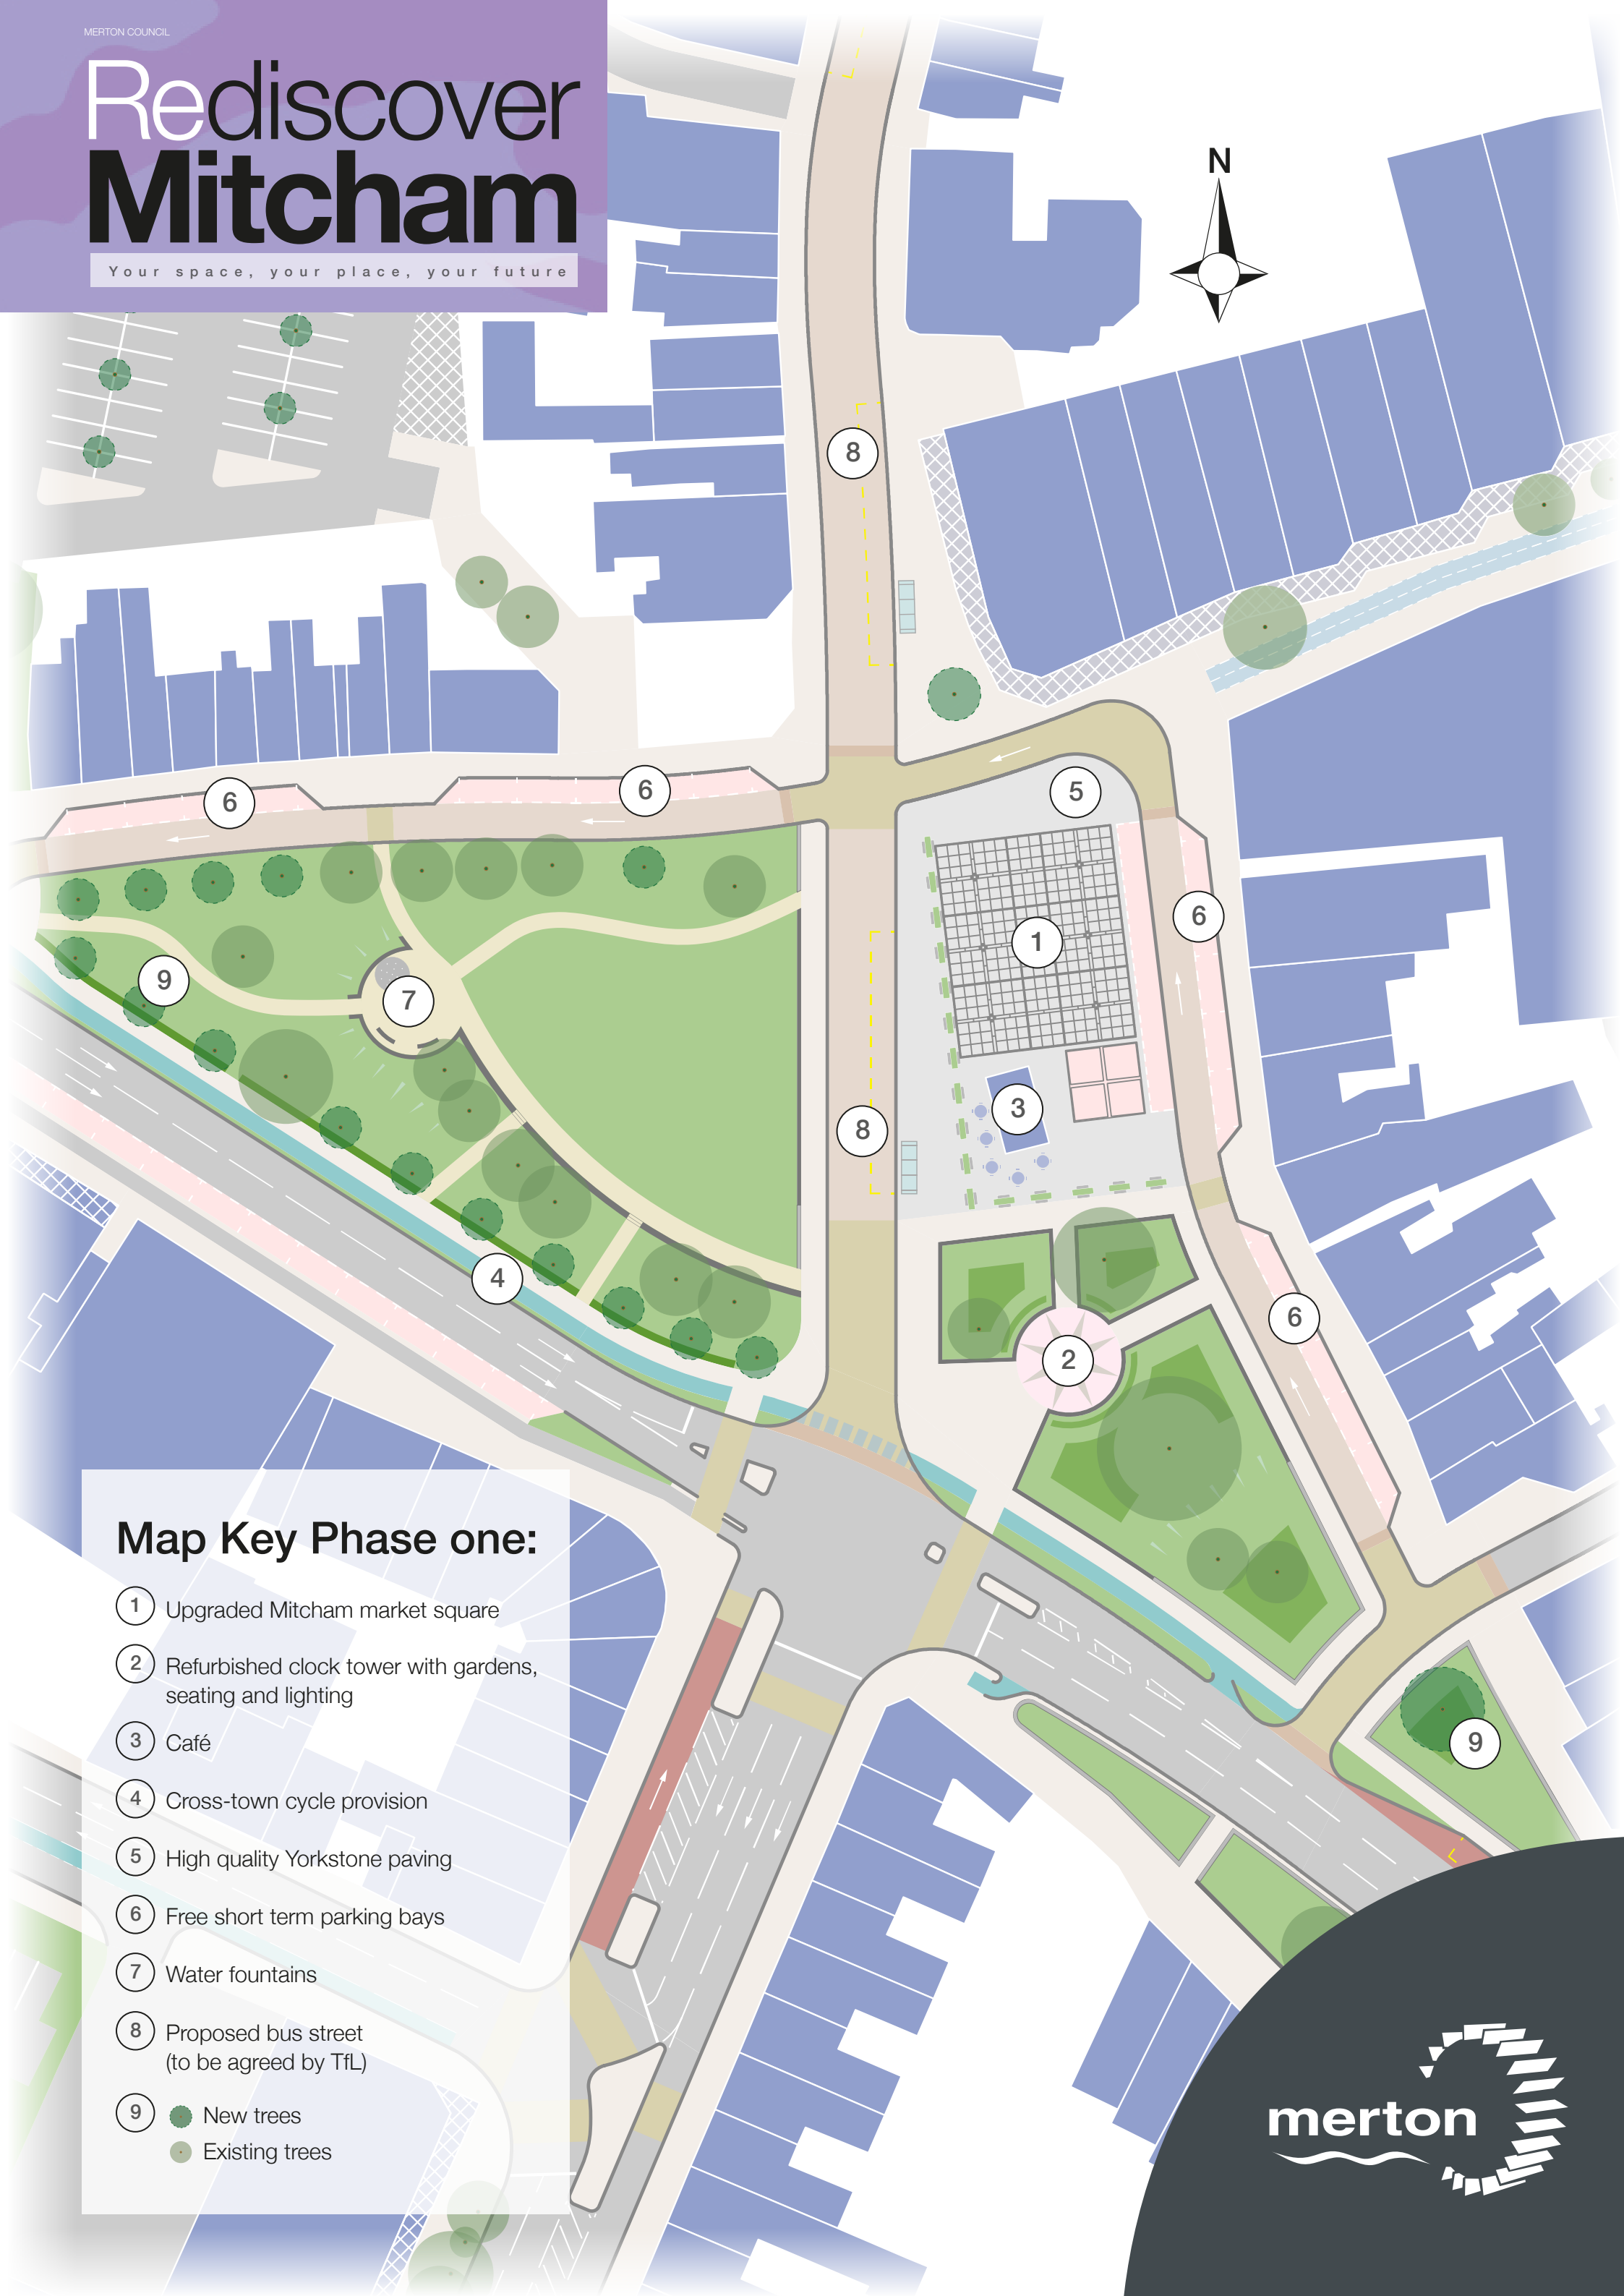 MERTON COUNCIL
Rediscover
Mitcham
Your space, your place, your future
N
8
6
6
5
6
1
9
7
3
8
4
6
2
9
Map Key Phase one:
1 Upgraded Mitcham market square
2 Refurbished clock tower with gardens,
seating and lighting
3 Café
4 Cross-town cycle provision
5 High quality Yorkstone paving
6 Free short term parking bays
7 Water fountains
8 Proposed bus street
(to be agreed by TfL)
9 New trees
Existing trees
merton